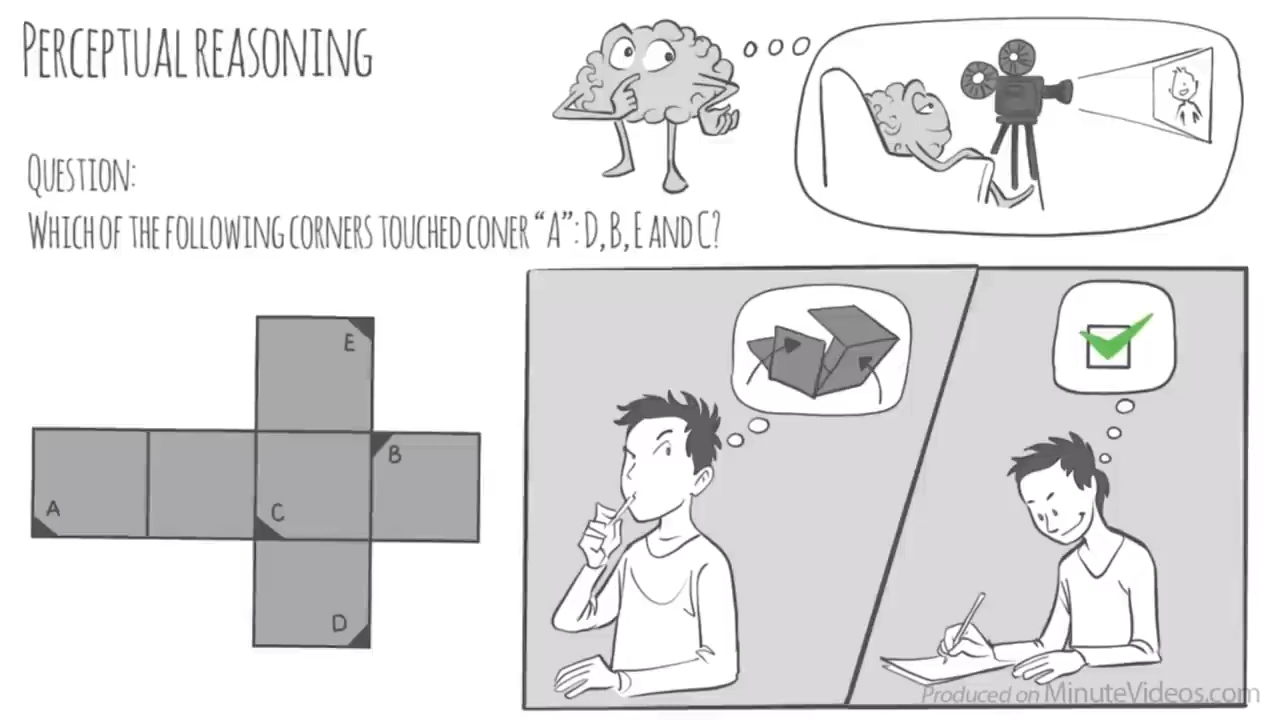 PERCEPTUAL REASONING
QUESTION:
WHICH OF THE FOLLOWING CORNERS TOUCHED CONER “A”: D, B, E AND C?
E
B
A
C
D
Produced on MinuteVideos.com